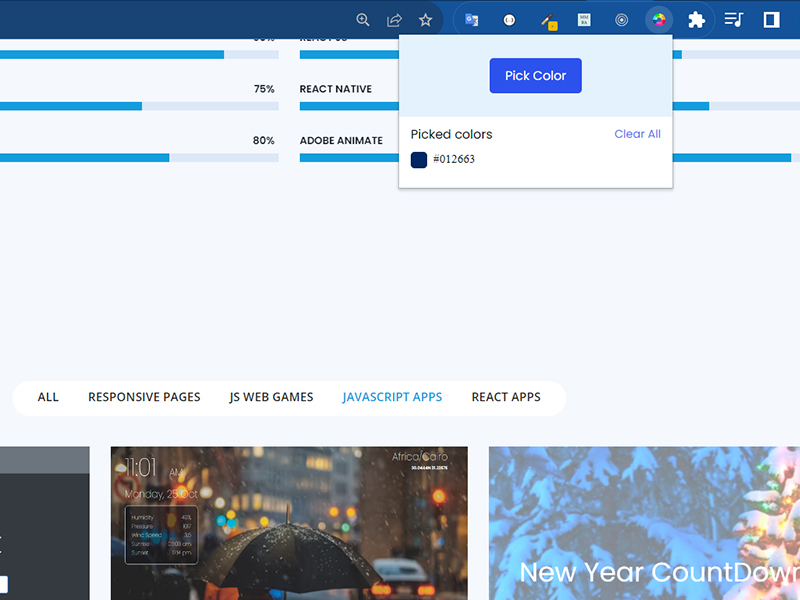 Pick Color
Picked colors
Clear All
#012663
75%
REACT NATIVE
80%
ADOBE ANIMATE
ALL
RESPONSIVE PAGES
JS WEB GAMES
JAVASCRIPT APPS
REACT APPS
11:01 AM
Monday, 25 Oct
Humidity
Pressure
Wind Speed
Sunrise
Sunset
Africa/Cairo
New Year CountDown